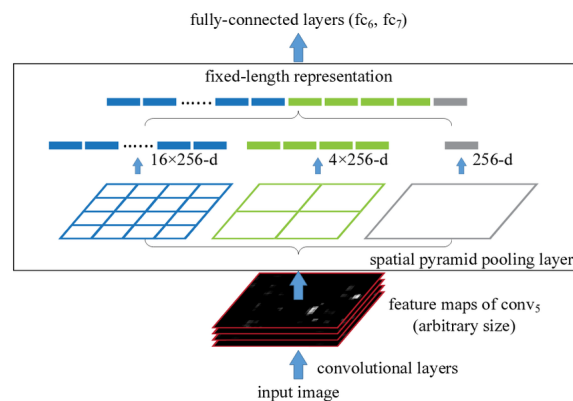 fully-connected layers (fc6, fc7)
fixed-length representation
......
......
16×256-d
4×256-d
256-d
spatial pyramid pooling layer
feature maps of conv5
(arbitrary size)
convolutional layers
input image